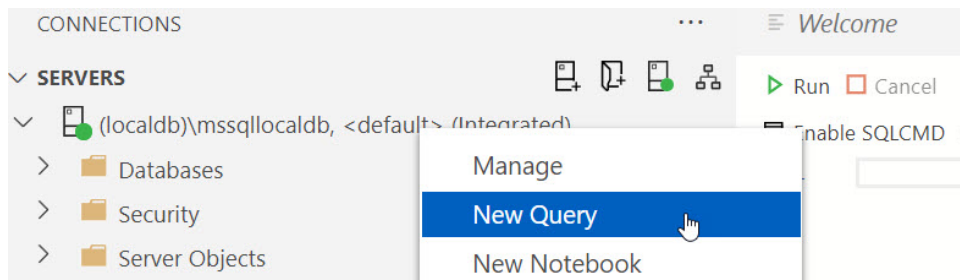 CONNECTIONS
...
SERVERS
(localdb)\mssqllocaldb, <default> (Integrated)
Databases
Security
Server Objects
Manage
New Query
New Notebook
Welcome
Run Cancel
Enable SQLCMD